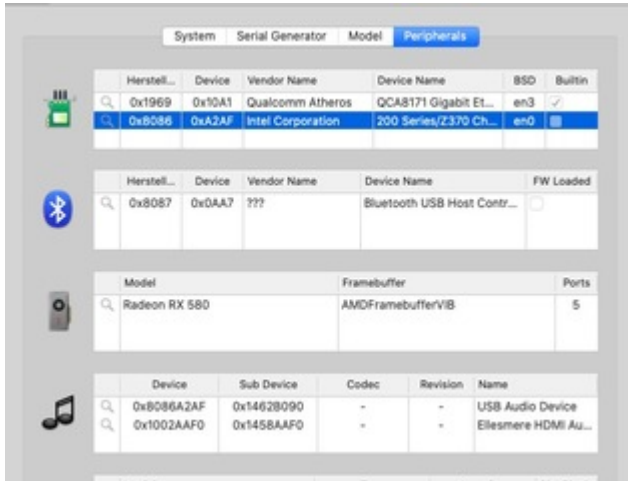 System Serial Generator Model Peripherals
Herstell... Device Vendor Name Device Name BSD Builtin
0x1969 0x10A1 Qualcomm Atheros QCA8171 Gigabit Et... en3
0x8086 0xA2AF Intel Corporation 200 Series/Z370 Ch... en0
Herstell... Device Vendor Name Device Name FW Loaded
0x8087 0x0AA7 ??? Bluetooth USB Host Contr...
Model Framebuffer Ports
Radeon RX 580 AMDFramebufferVIB 5
Device Sub Device Codec Revision Name
0x8086A2AF 0x1462B090 - - USB Audio Device
0x1002AAF0 0x1458AAF0 - - Ellesmere HDMI Au...